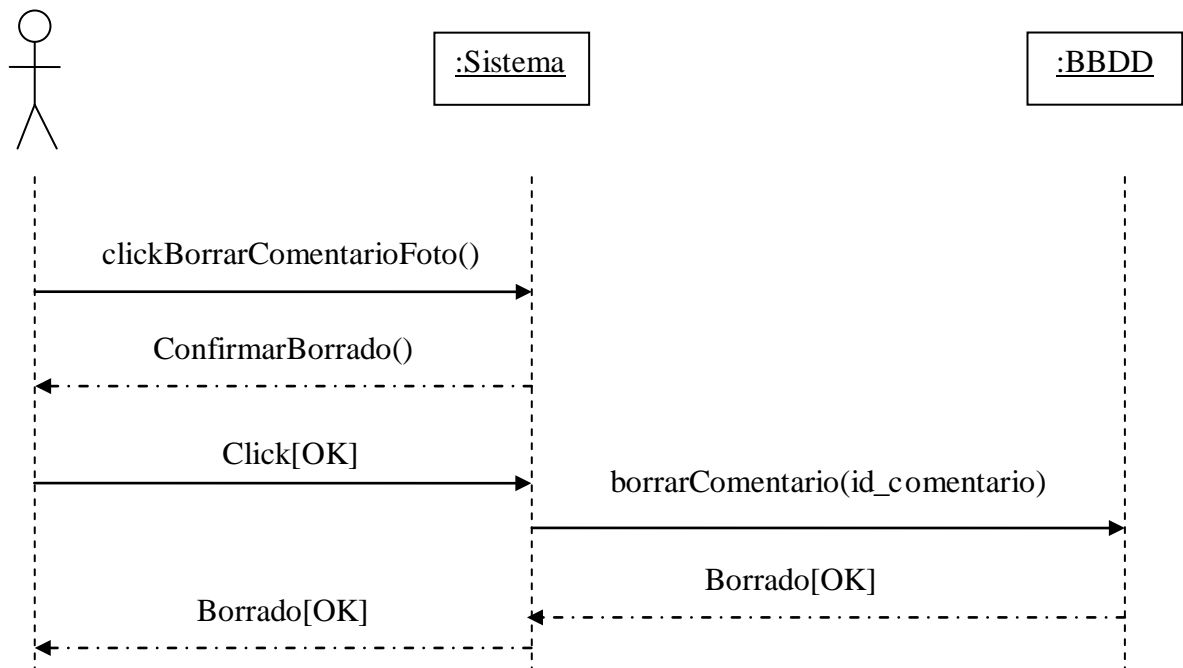 :Sistema
:BBDD
clickBorrarComentarioFoto()
ConfirmarBorrado()
Click[OK]
borrarComentario(id_comentario)
Borrado[OK]
Borrado[OK]